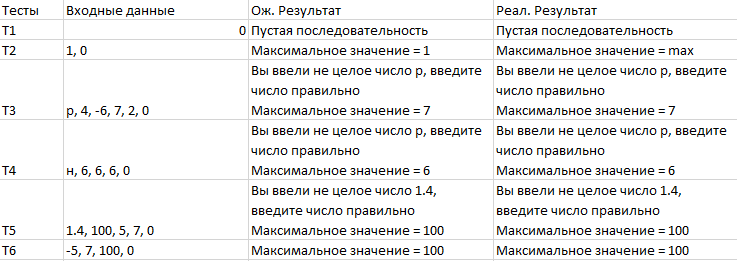 Тесты Входные данные Ож. Результат Реал. Результат
Т1 0 Пустая последовательность Пустая последовательность
Т2 1, 0 Максимальное значение = 1 Максимальное значение = max
Вы ввели не целое число p, введите Вы ввели не целое число p, введите
число правильно число правильно
Т3 p, 4, -6, 7, 2, 0 Максимальное значение = 7 Максимальное значение = 7
Вы ввели не целое число p, введите Вы ввели не целое число p, введите
число правильно число правильно
Т4 н, 6, 6, 6, 0 Максимальное значение = 6 Максимальное значение = 6
Вы ввели не целое число 1.4, Вы ввели не целое число 1.4,
введите число правильно введите число правильно
Т5 1.4, 100, 5, 7, 0 Максимальное значение = 100 Максимальное значение = 100
Т6 -5, 7, 100, 0 Максимальное значение = 100 Максимальное значение = 100